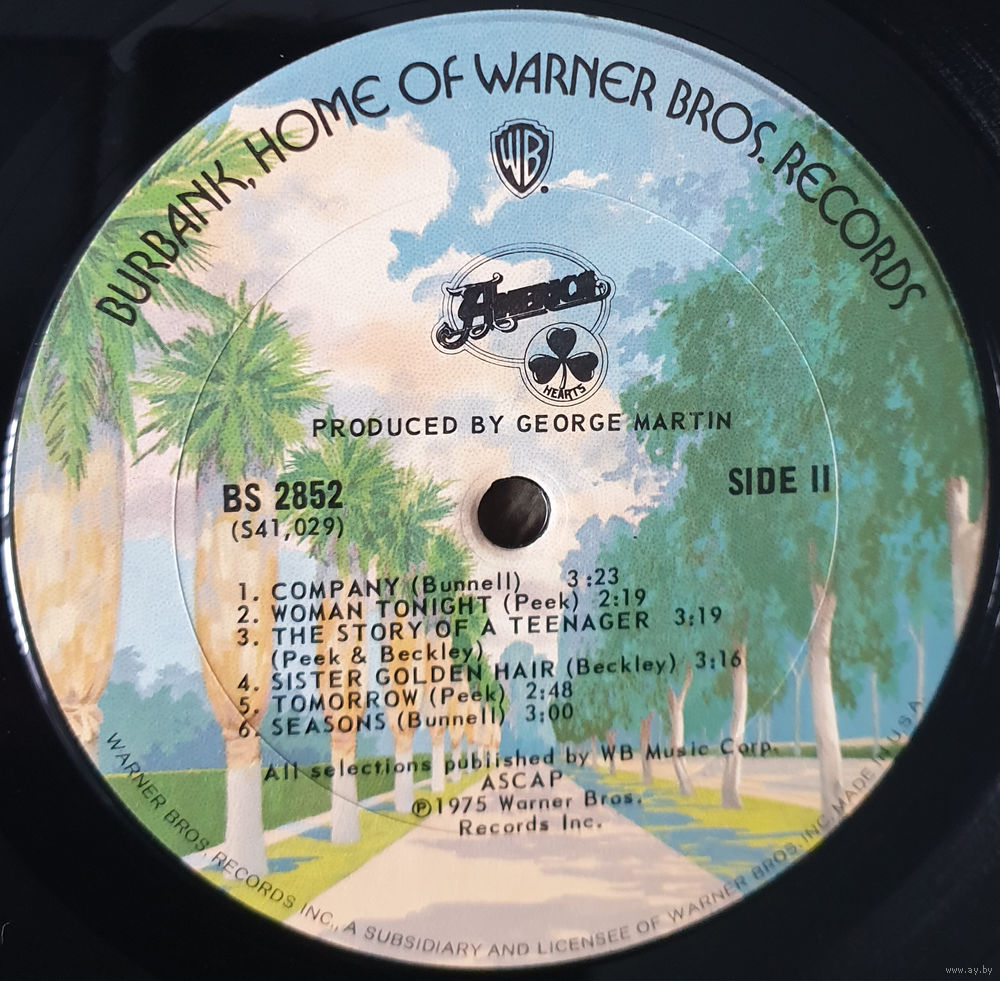 BURBANK, HOME OF WARNER BROS. RECORDS
WB
AMERICA
HEARTS
PRODUCED BY GEORGE MARTIN
BS 2852
(S41,029)
SIDE II
1. COMPANY (Bunnell) 3:23
2. WOMAN TONIGHT (Peek) 2:19
3. THE STORY OF A TEENAGER 3:19
(Peek & Beckley)
4. SISTER GOLDEN HAIR (Beckley) 3:16
5. TOMORROW (Peek) 2:48
6. SEASONS (Bunnell) 3:00
All selections published by WB Music Corp.
ASCAP
Ⓟ1975 Warner Bros.
Records Inc.
WARNER BROS. RECORDS INC., A SUBSIDIARY AND LICENSEE OF WARNER BROS., INC. MADE IN U.S.A.
www.ay.by